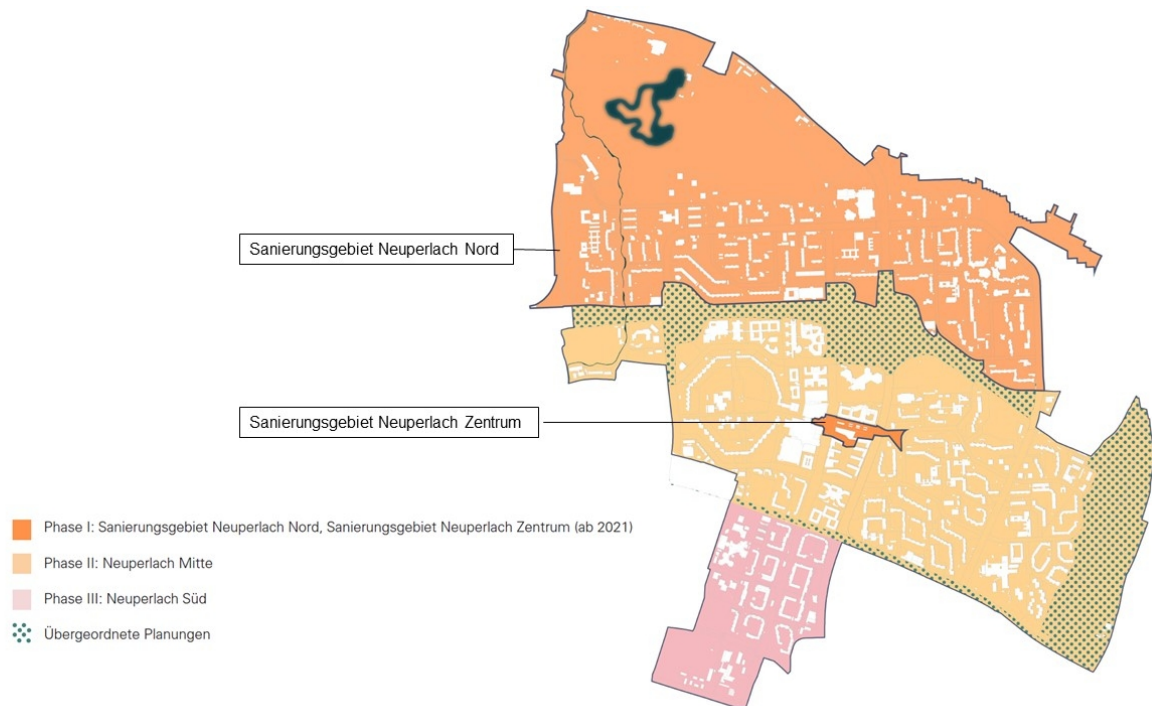 Sanierungsgebiet Neuperlach Nord
Sanierungsgebiet Neuperlach Zentrum
Phase I: Sanierungsgebiet Neuperlach Nord, Sanierungsgebiet Neuperlach Zentrum (ab 2021)
Phase II: Neuperlach Mitte
Phase III: Neuperlach Süd
Übergeordnete Planungen